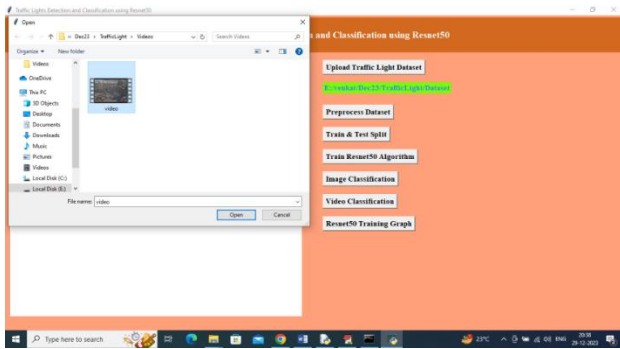 Traffic Lights Detection and Classification using Resnet50
Open
« Dec23 › TrafficLight › Videos
Search Videos
Organize
New folder
Videos
OneDrive
This PC
3D Objects
Desktop
Documents
Downloads
Music
Pictures
Videos
Local Disk (C:)
Local Disk (E:)
video
File name:
video
Open
Cancel
and Classification using Resnet50
Upload Traffic Light Dataset
E:/venkat/Dec23/TrafficLight/Dataset
Preprocess Dataset
Train & Test Split
Train Resnet50 Algorithm
Image Classification
Video Classification
Resnet50 Training Graph
Type here to search
23°C
ENG
20:58
29-12-2023